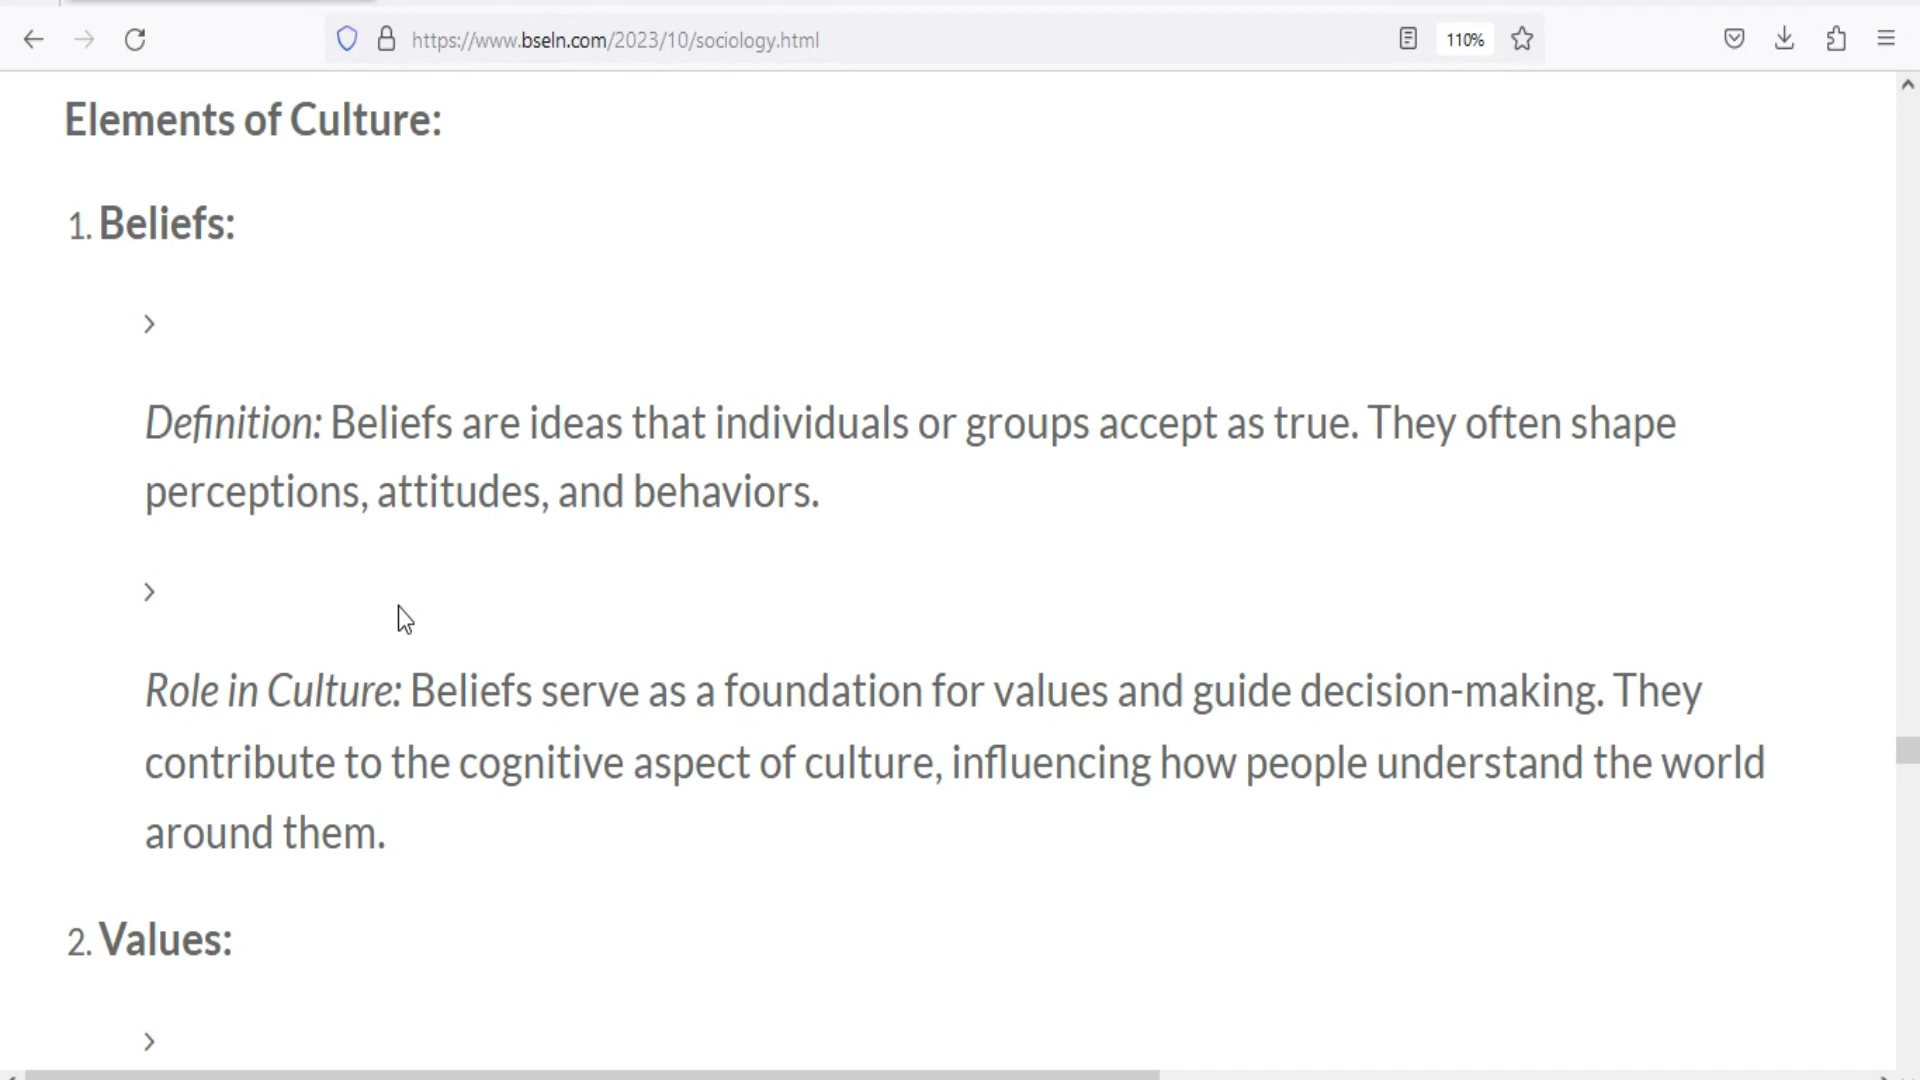 https://www.bseln.com/2023/10/sociology.html
110%
Elements of Culture:
1. Beliefs:
Definition: Beliefs are ideas that individuals or groups accept as true. They often shape
perceptions, attitudes, and behaviors.
Role in Culture: Beliefs serve as a foundation for values and guide decision-making. They
contribute to the cognitive aspect of culture, influencing how people understand the world
around them.
2. Values: